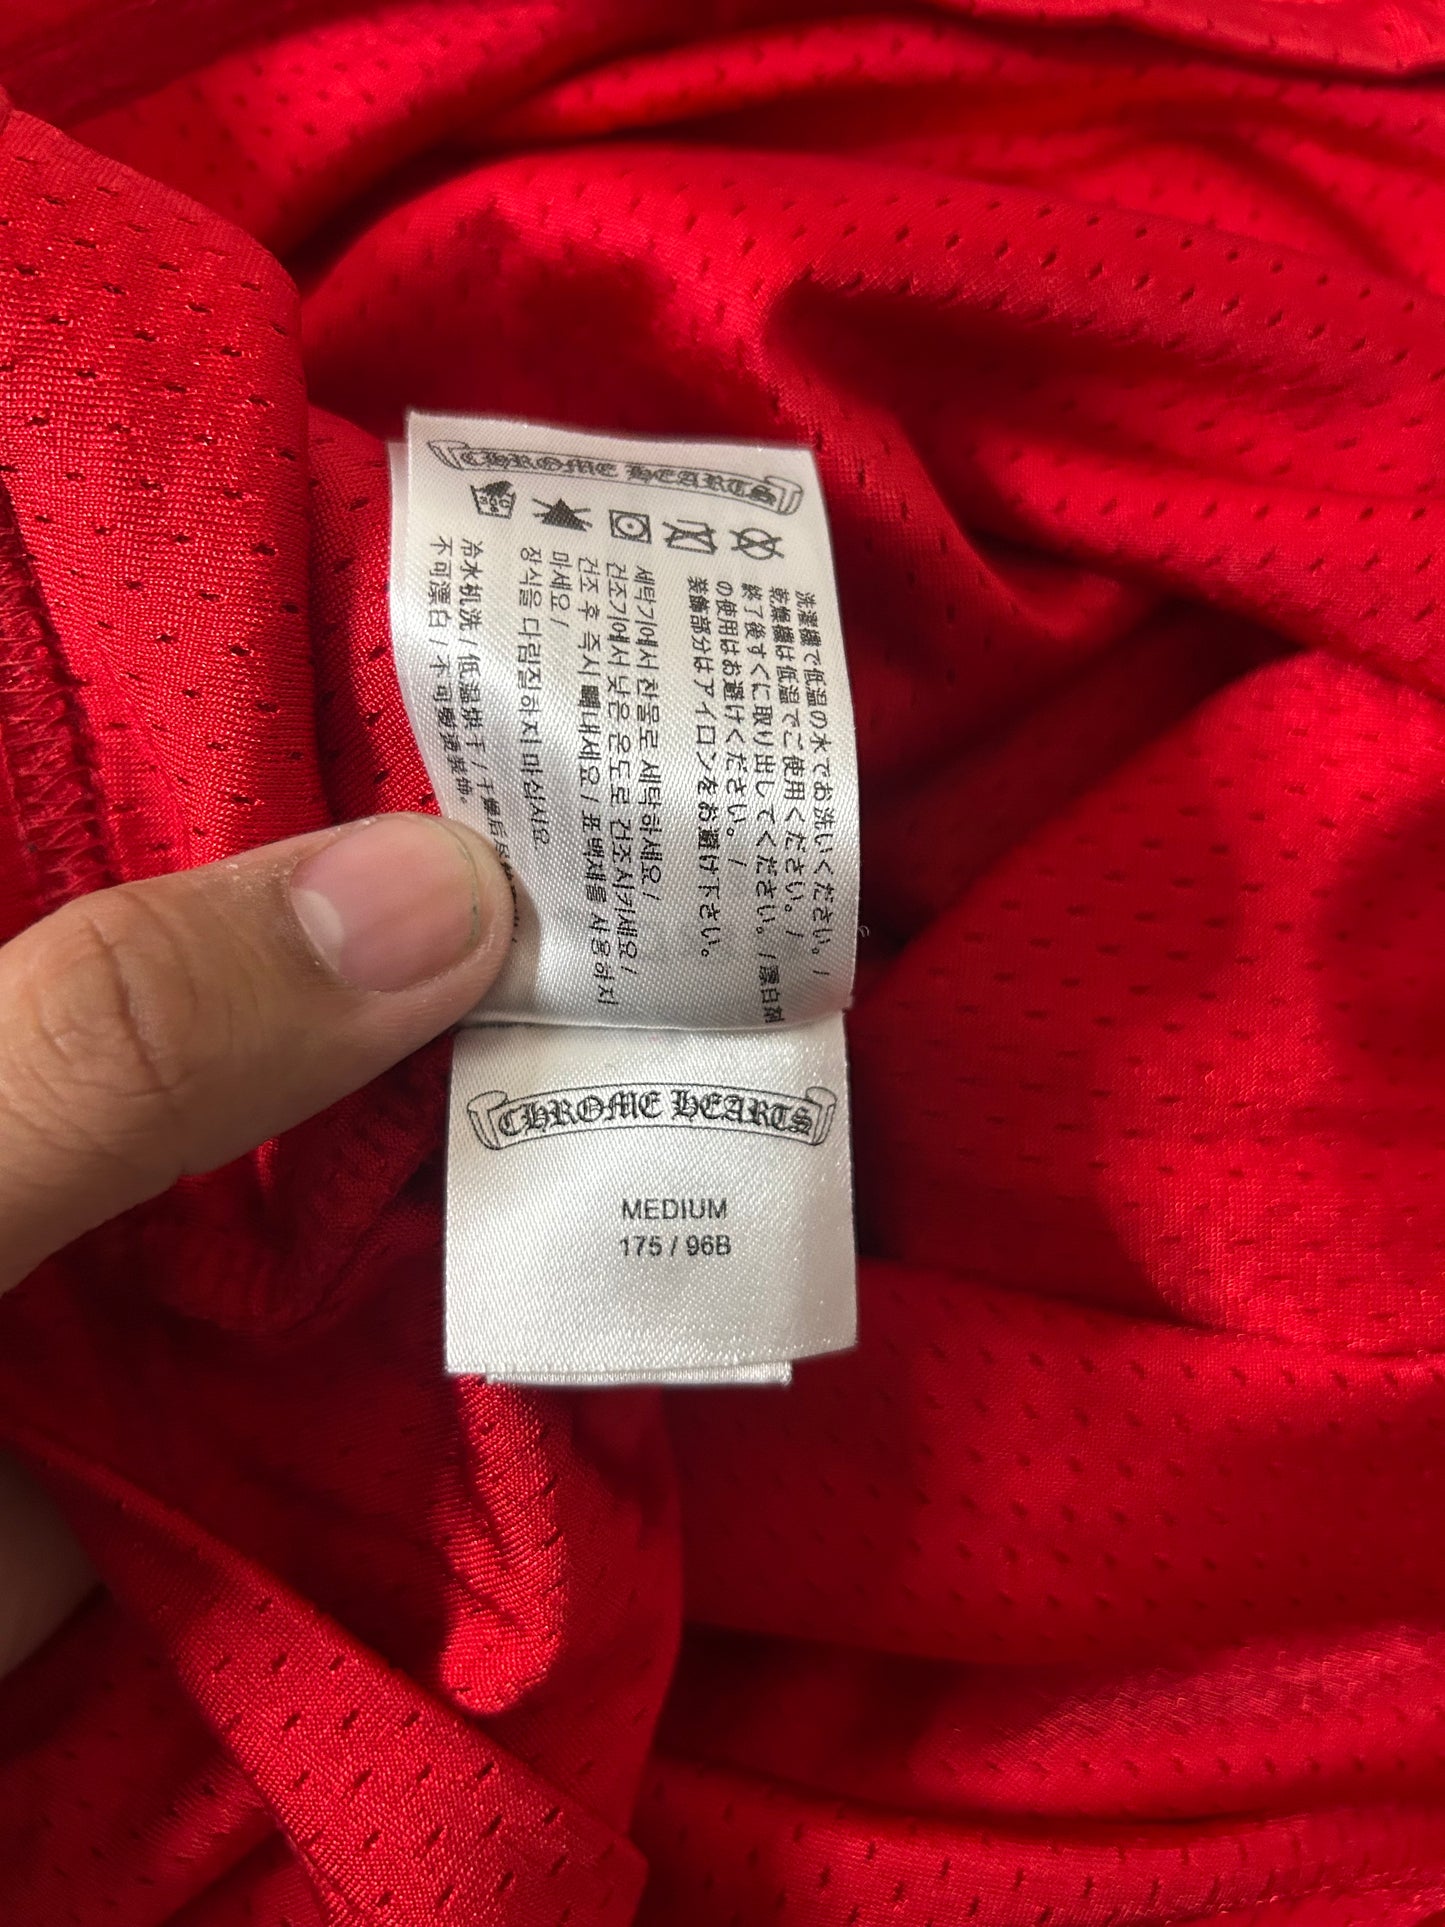 CHROME HEARTS
洗濯機で低温の水でお洗いください。/
乾燥機は低温でご使用ください。/
終了後すぐに取り出してください。/ 漂白剤
の使用はお避けください。/
装飾部分はアイロンをお避け下さい。
세탁기에서 찬물로 세탁하세요/
건조기에서 낮은 온도로 건조시키세요/
건조 후 즉시 빼내세요/ 표백제를 사용하지
마세요/
장식을 다림질하지 마십시요.
冷水机洗/ 低温烘干/ 干燥后
不可漂白/ 不可熨烫装饰。
CHROME HEARTS
MEDIUM
175 / 96B